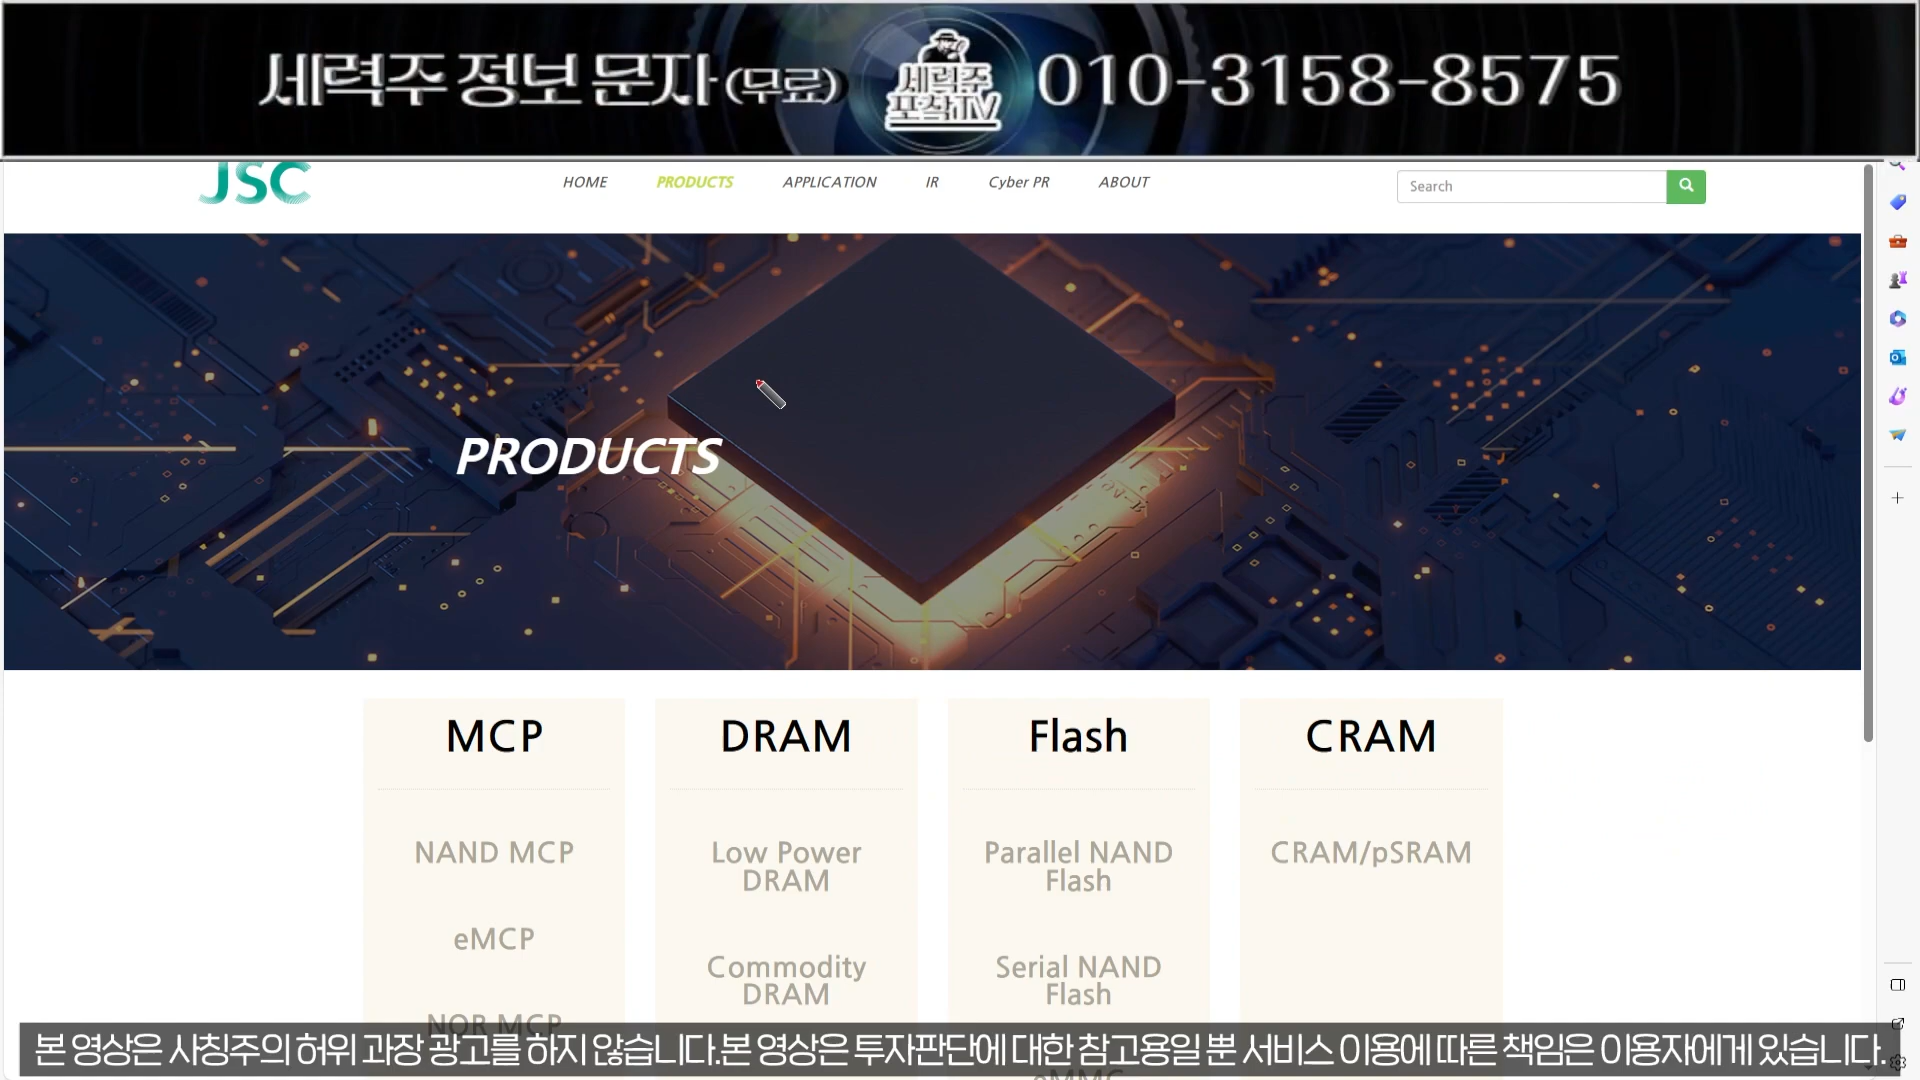 세력주 정보 문자 (무료) 세력주 포착TV 010-3158-8575
JSC HOME PRODUCTS APPLICATION IR Cyber PR ABOUT Search
PRODUCTS
MCP DRAM Flash CRAM
NAND MCP Low Power DRAM Parallel NAND Flash CRAM/pSRAM
eMCP Commodity DRAM Serial NAND Flash
NOR MCP
eMMC
본 영상은 사칭주의 허위 과장 광고를 하지 않습니다.본 영상은 투자판단에 대한 참고용일 뿐 서비스 이용에 따른 책임은 이용자에게 있습니다.